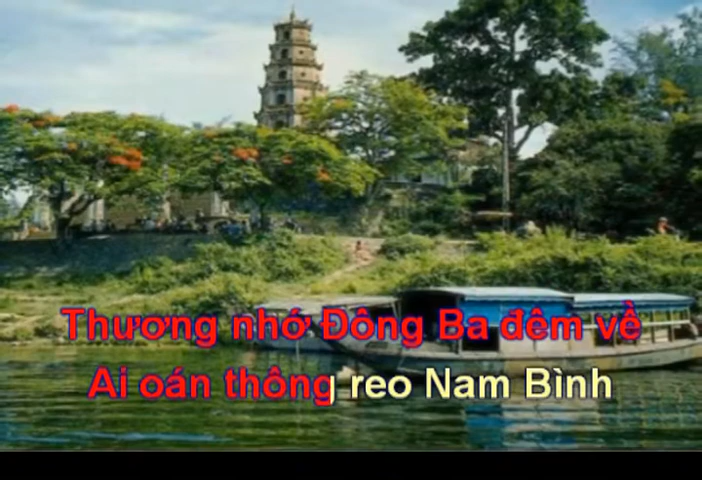 Thương nhớ Đông Ba đêm về
Ai oán thông reo Nam Bình